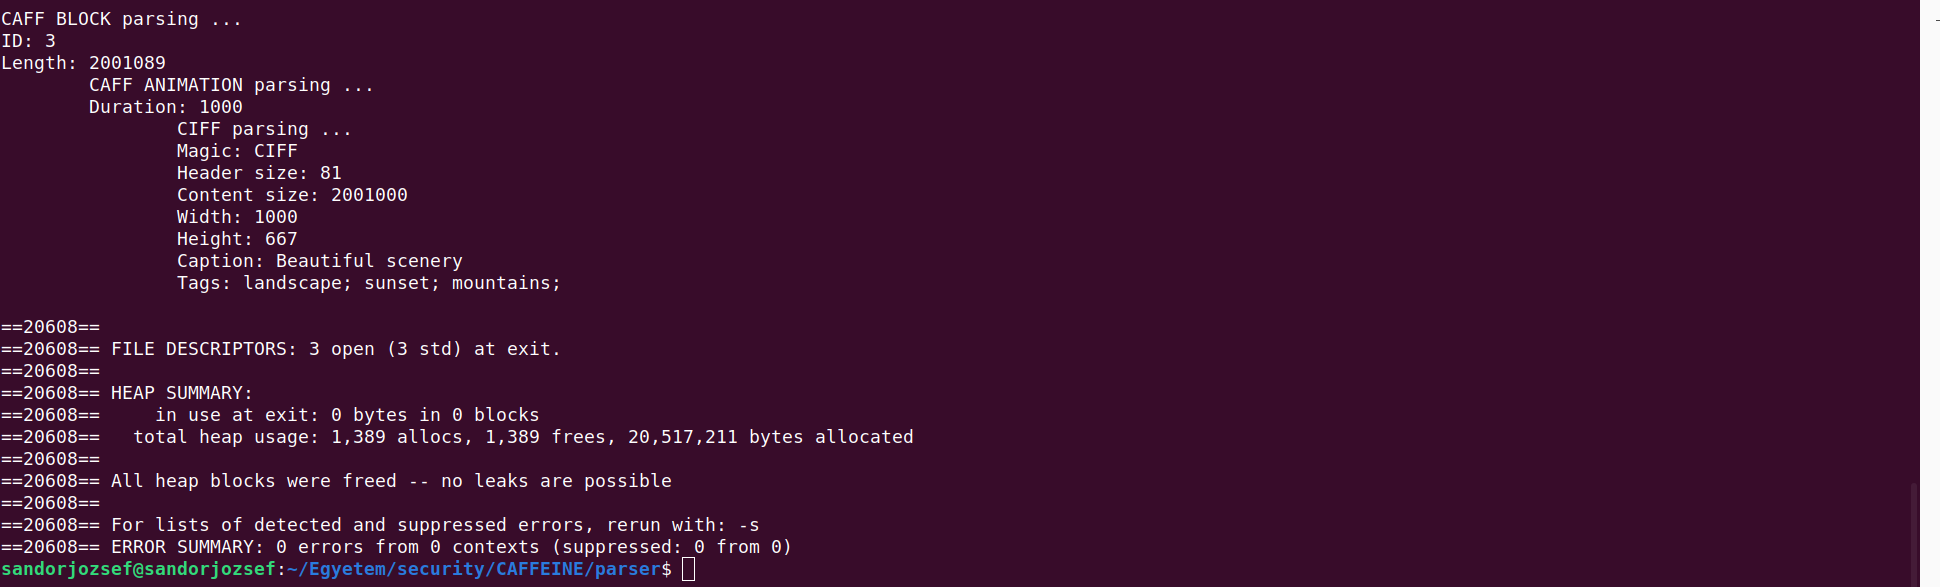 CAFF BLOCK parsing ...
ID: 3
Length: 2001089
CAFF ANIMATION parsing ...
Duration: 1000
CIFF parsing ...
Magic: CIFF
Header size: 81
Content size: 2001000
Width: 1000
Height: 667
Caption: Beautiful scenery
Tags: landscape; sunset; mountains;
==20608==
==20608== FILE DESCRIPTORS: 3 open (3 std) at exit.
==20608==
==20608== HEAP SUMMARY:
==20608==     in use at exit: 0 bytes in 0 blocks
==20608==   total heap usage: 1,389 allocs, 1,389 frees, 20,517,211 bytes allocated
==20608==
==20608== All heap blocks were freed -- no leaks are possible
==20608==
==20608== For lists of detected and suppressed errors, rerun with: -s
==20608== ERROR SUMMARY: 0 errors from 0 contexts (suppressed: 0 from 0)
sandorjozsef@sandorjozsef:~/Egyetem/security/CAFFEINE/parser$